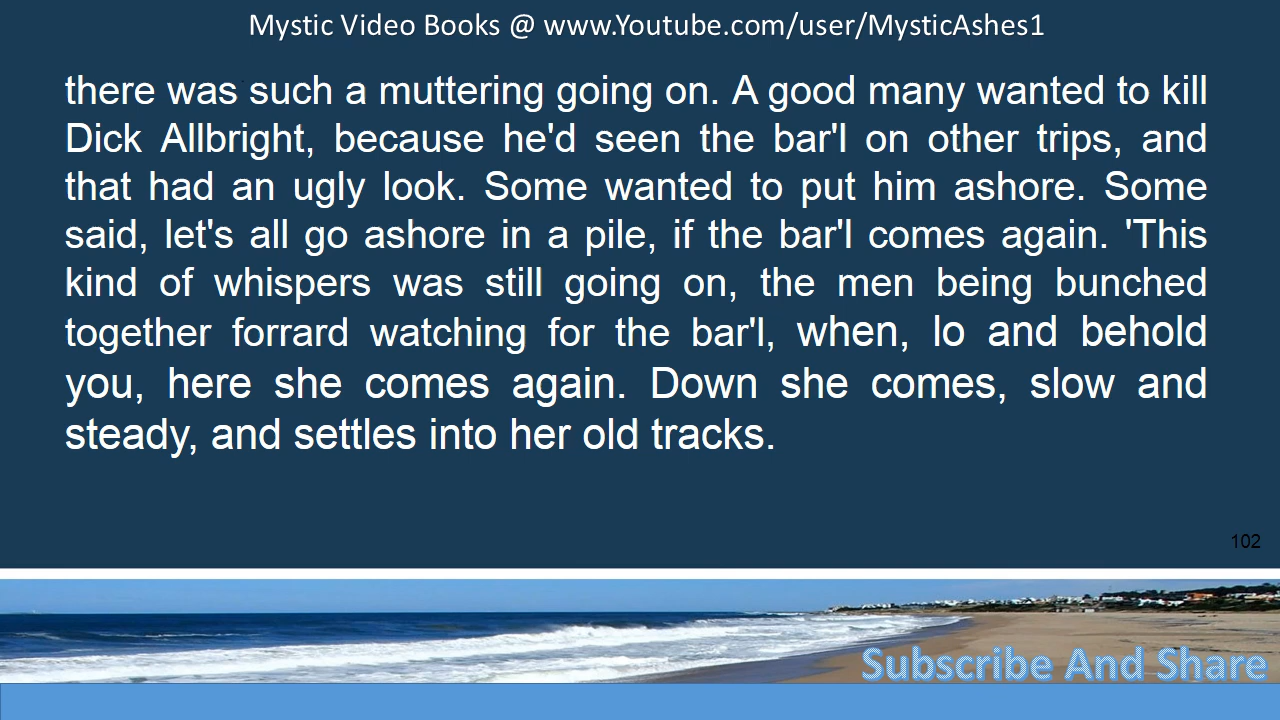 Mystic Video Books @ www.Youtube.com/user/MysticAshes1
there was such a muttering going on. A good many wanted to kill
Dick Allbright, because he'd seen the bar'l on other trips, and
that had an ugly look. Some wanted to put him ashore. Some
said, let's all go ashore in a pile, if the bar'l comes again. 'This
kind of whispers was still going on, the men being bunched
together forrard watching for the bar'l, when, lo and behold
you, here she comes again. Down she comes, slow and
steady, and settles into her old tracks.
102
Subscribe And Share